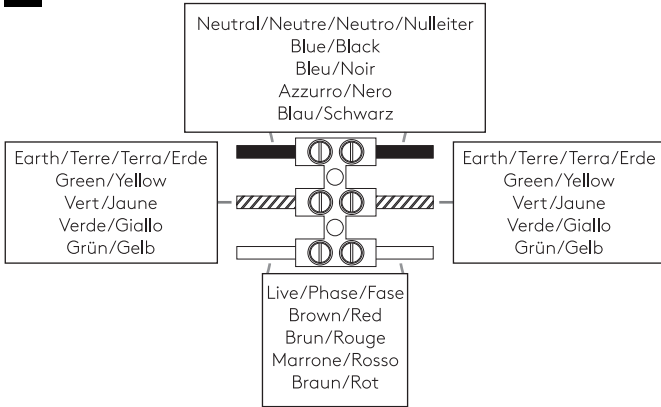 Neutral/Neutre/Neutro/Nulleiter
Blue/Black
Bleu/Noir
Azzurro/Nero
Blau/Schwarz
Earth/Terre/Terra/Erde
Green/Yellow
Vert/Jaune
Verde/Giallo
Grün/Gelb
Earth/Terre/Terra/Erde
Green/Yellow
Vert/Jaune
Verde/Giallo
Grün/Gelb
Live/Phase/Fase
Brown/Red
Brun/Rouge
Marrone/Rosso
Braun/Rot